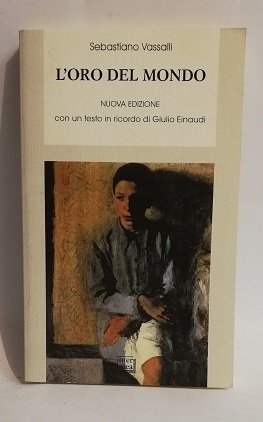 Sebastiano Vassalli
L'ORO DEL MONDO
NUOVA EDIZIONE
con un testo in ricordo di Giulio Einaudi